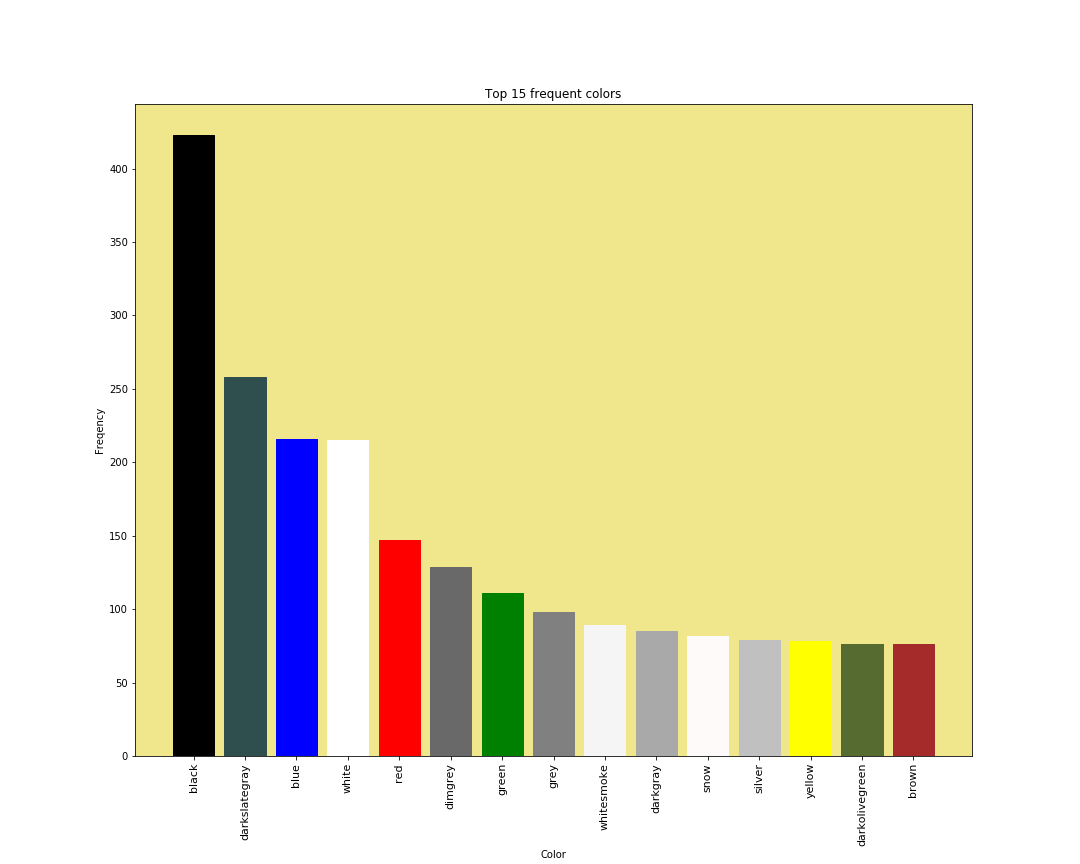 Top 15 frequent colors
400
350
300
250
200
150
100
50
0
Freqency
black
darkslategray
blue
white
red
dimgrey
green
grey
whitesmoke
darkgray
snow
silver
yellow
darkolivegreen
brown
Color